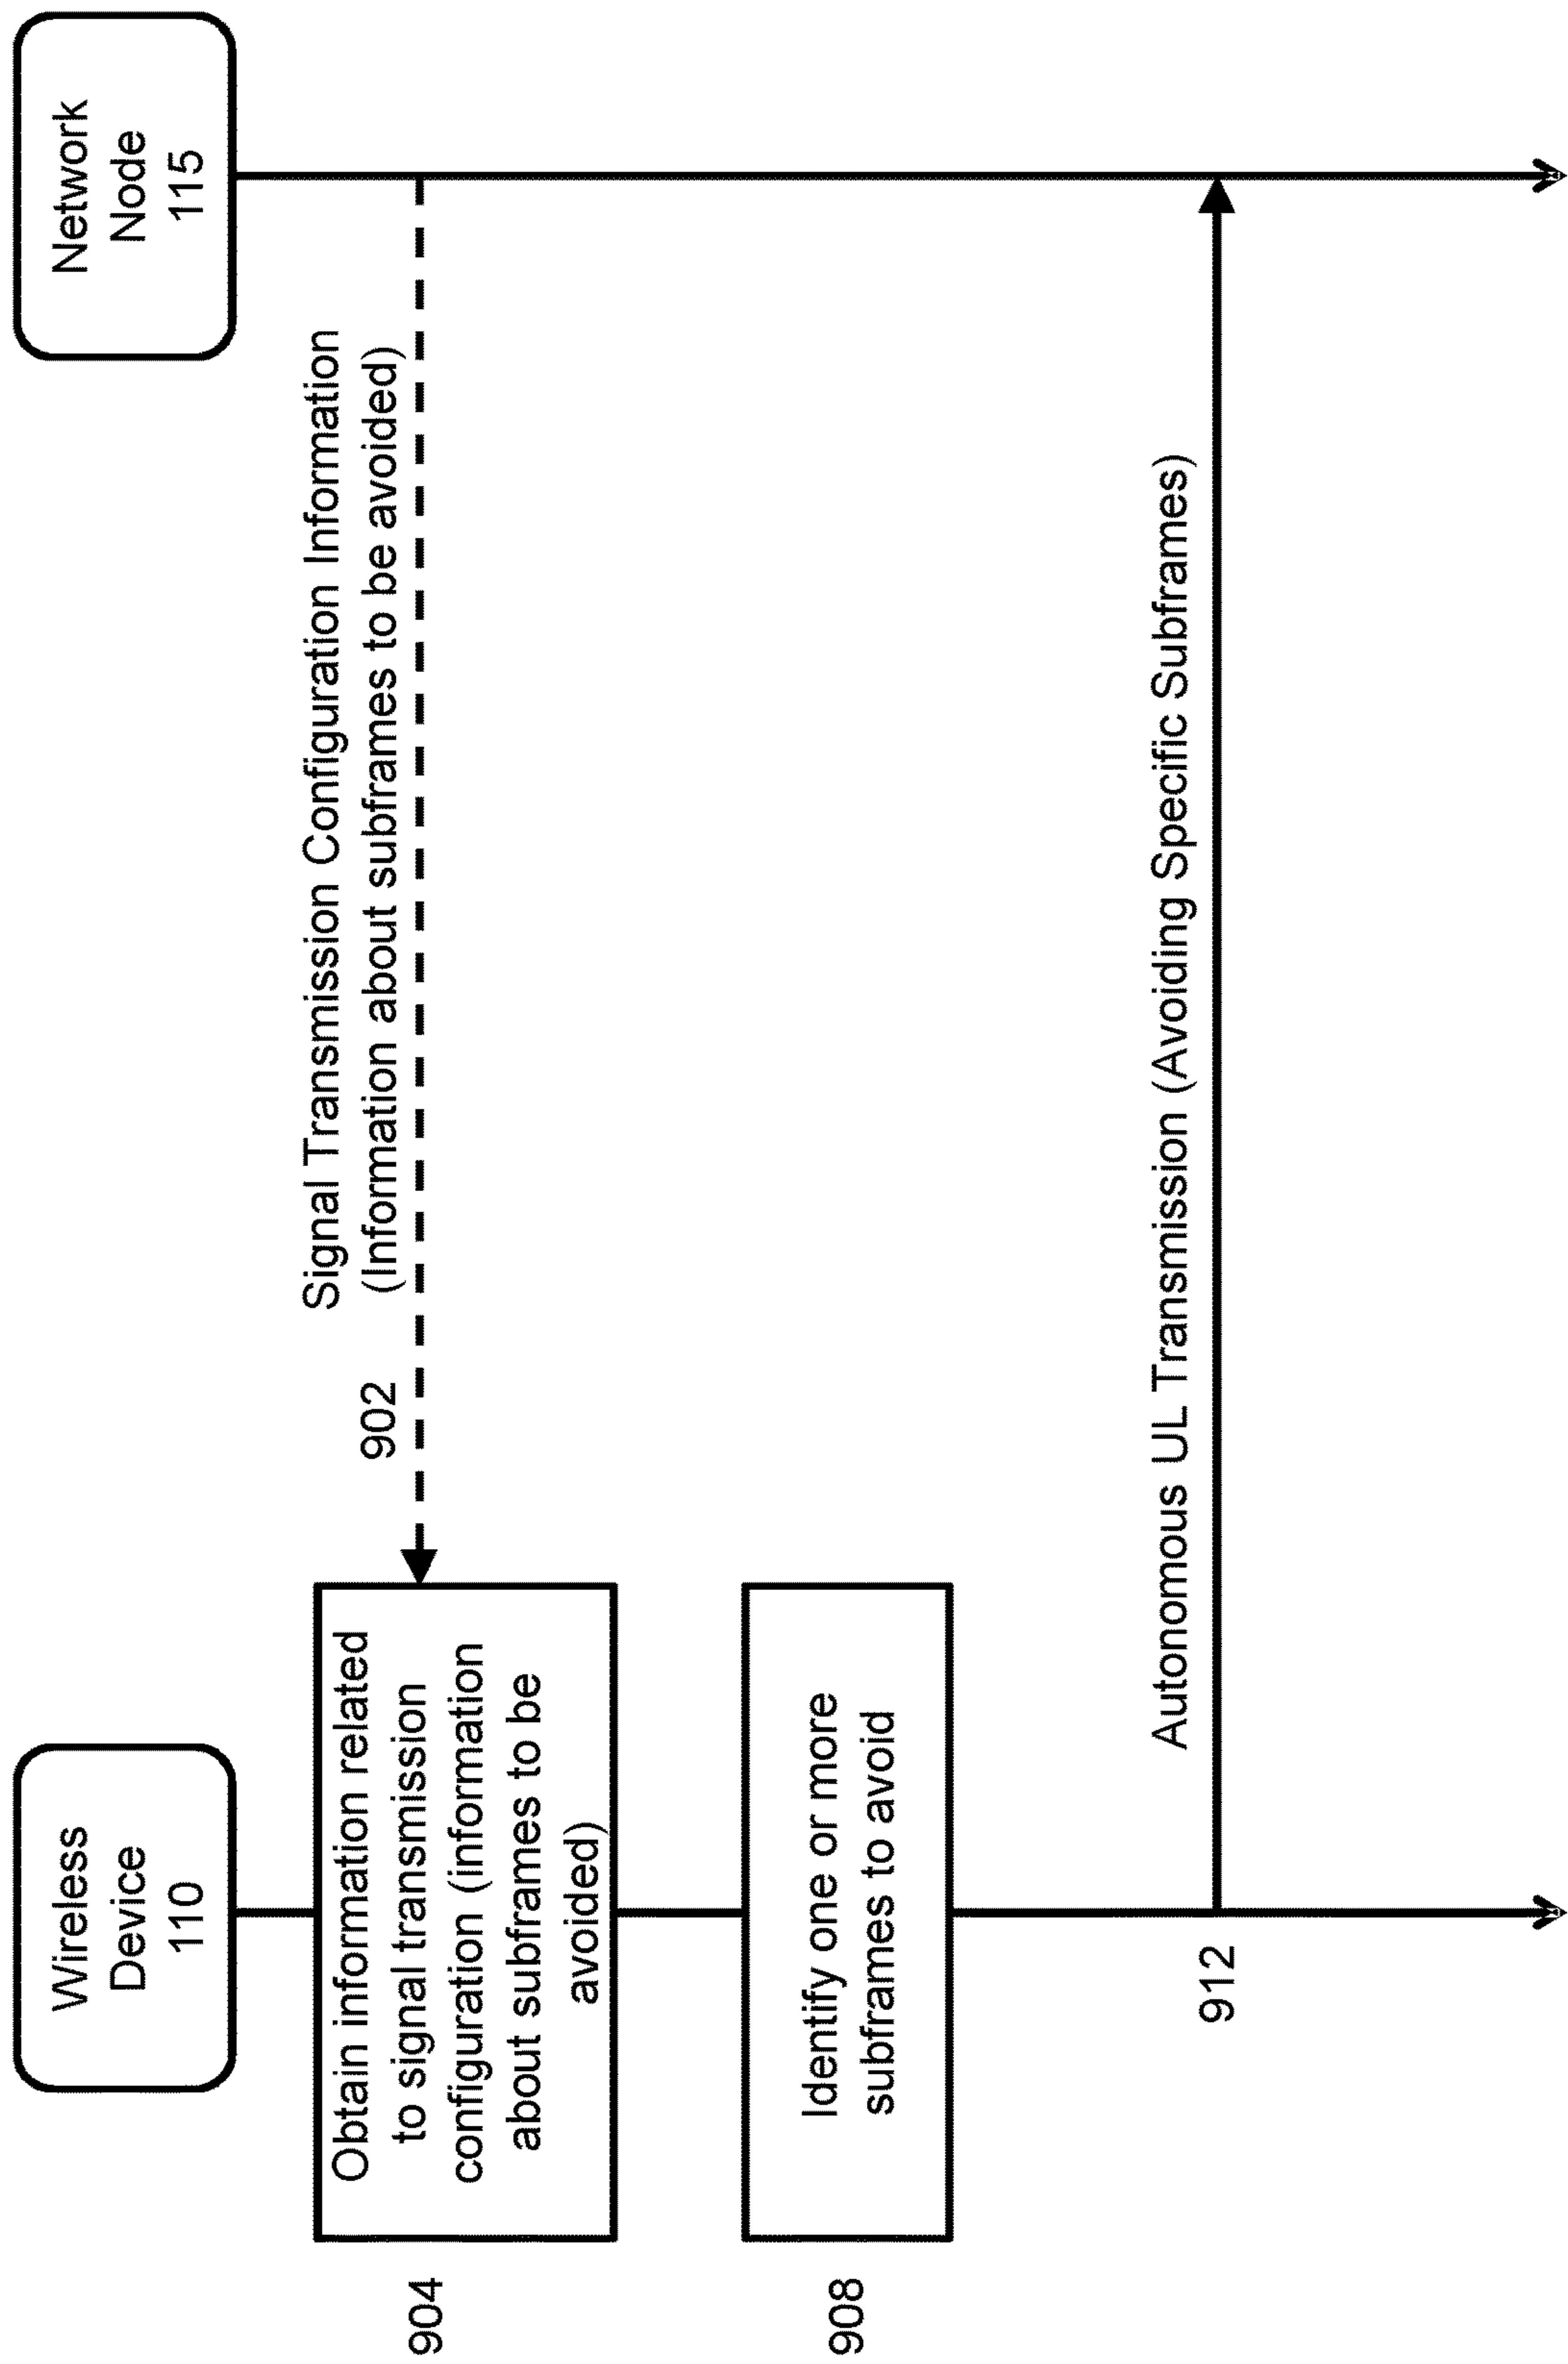 Wireless
Device
110
Network
Node
115
Signal Transmission Configuration Information
(Information about subframes to be avoided)
902
904
Obtain information related
to signal transmission
configuration (information
about subframes to be
avoided)
908
Identify one or more
subframes to avoid
Autonomous UL Transmission (Avoiding Specific Subframes)
912